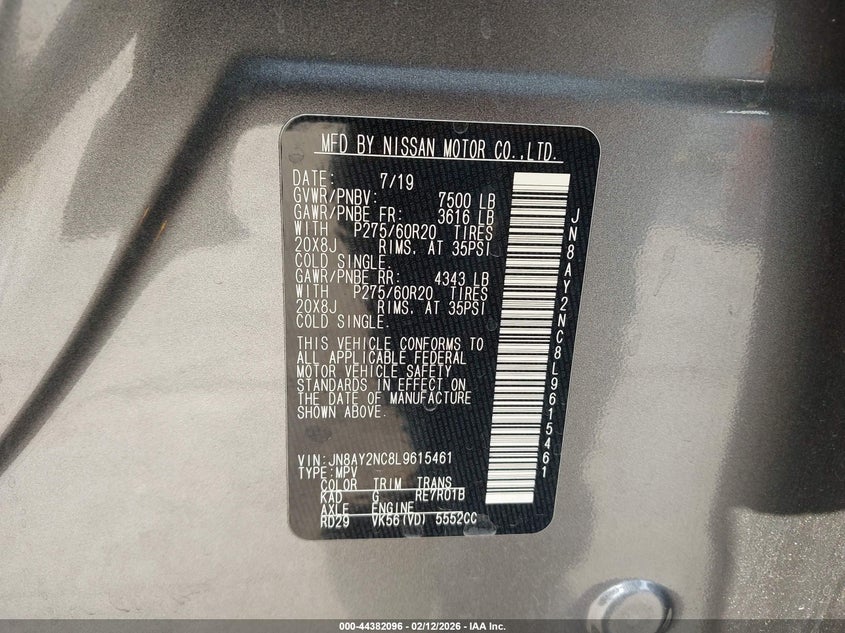 MFD BY NISSAN MOTOR CO.,LTD.
DATE: 7/19
GVWR/PNBV: 7500 LB
GAWR/PNBE FR: 3616 LB
WITH P275/60R20 TIRES
20X8J RIMS, AT 35PSI
COLD SINGLE.
GAWR/PNBE RR: 4343 LB
WITH P275/60R20 TIRES
20X8J RIMS, AT 35PSI
COLD SINGLE.
THIS VEHICLE CONFORMS TO
ALL APPLICABLE FEDERAL
MOTOR VEHICLE SAFETY
STANDARDS IN EFFECT ON
THE DATE OF MANUFACTURE
SHOWN ABOVE.
VIN:JN8AY2NC8L9615461
TYPE:MPV
COLOR TRIM TRANS
KAD G RE7R01B
AXLE ENGINE
RD29 VK56(VD) 5552CC
JN8AY2NC8L9615461
000-44382096 - 02/12/2026 - IAA Inc.